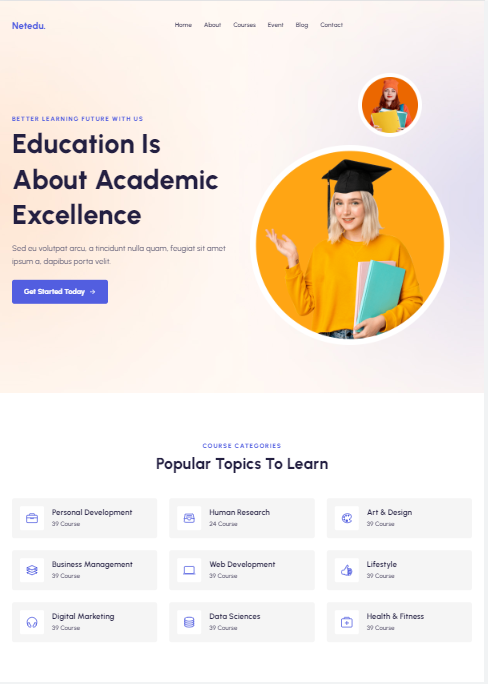 Netedu.
Home About Courses Event Blog Contact
BETTER LEARNING FUTURE WITH US
Education Is
About Academic
Excellence
Sed eu volutpat arcu, a tincidunt nulla quam, feugiat sit amet
ipsum a, dapibus porta velit.
Get Started Today →
COURSE CATEGORIES
Popular Topics To Learn
Personal Development
39 Course
Human Research
24 Course
Art & Design
39 Course
Business Management
39 Course
Web Development
39 Course
Lifestyle
39 Course
Digital Marketing
39 Course
Data Sciences
39 Course
Health & Fitness
39 Course